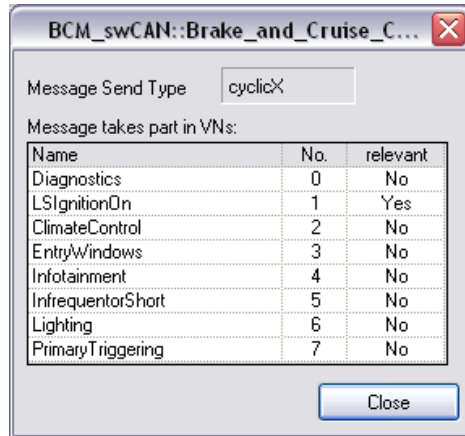 BCM_swCAN::Brake_and_Cruise_C...
Message Send Type cyclicX
Message takes part in VNs:
Name No. relevant
Diagnostics 0 No
LSIgnitionOn 1 Yes
ClimateControl 2 No
EntryWindows 3 No
Infotainment 4 No
InfrequentorShort 5 No
Lighting 6 No
PrimaryTriggering 7 No
Close